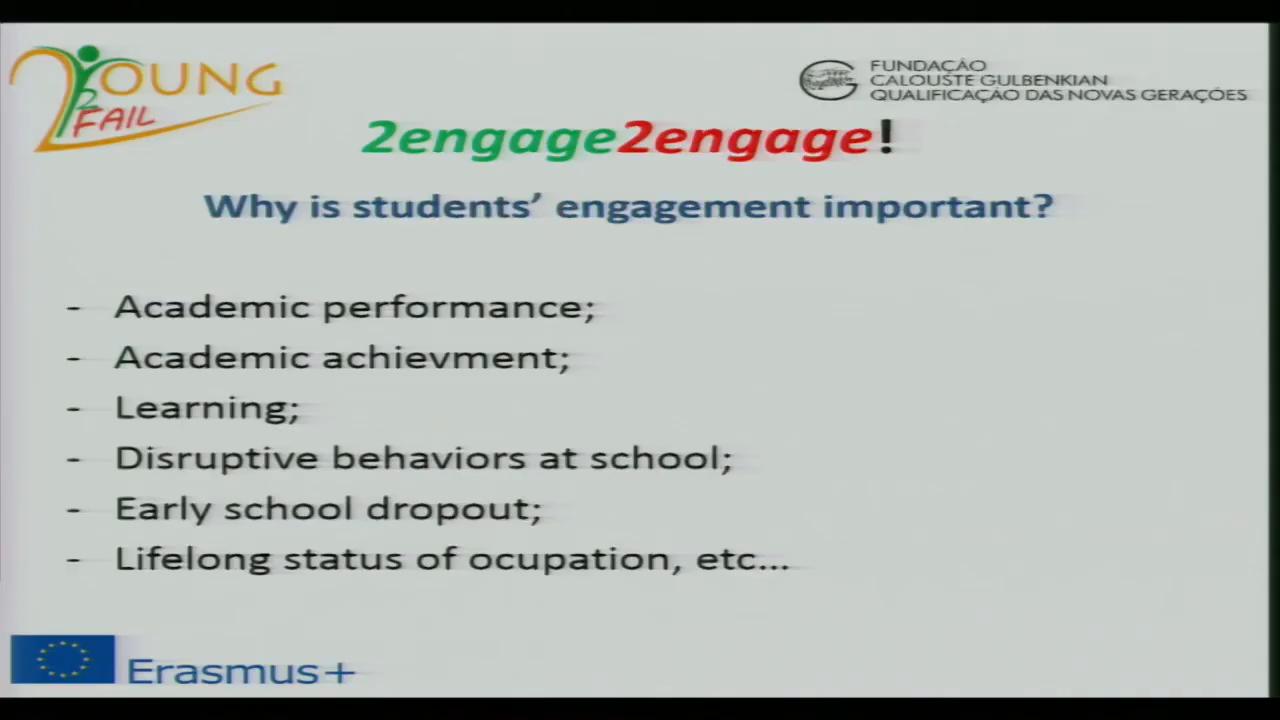 YOUNG
2
FAIL
FUNDAÇÃO
CALOUSTE GULBENKIAN
QUALIFICAÇÃO DAS NOVAS GERAÇÕES
2engage2engage!
Why is students’ engagement important?
- Academic performance;
- Academic achievment;
- Learning;
- Disruptive behaviors at school;
- Early school dropout;
- Lifelong status of ocupation, etc...
Erasmus+